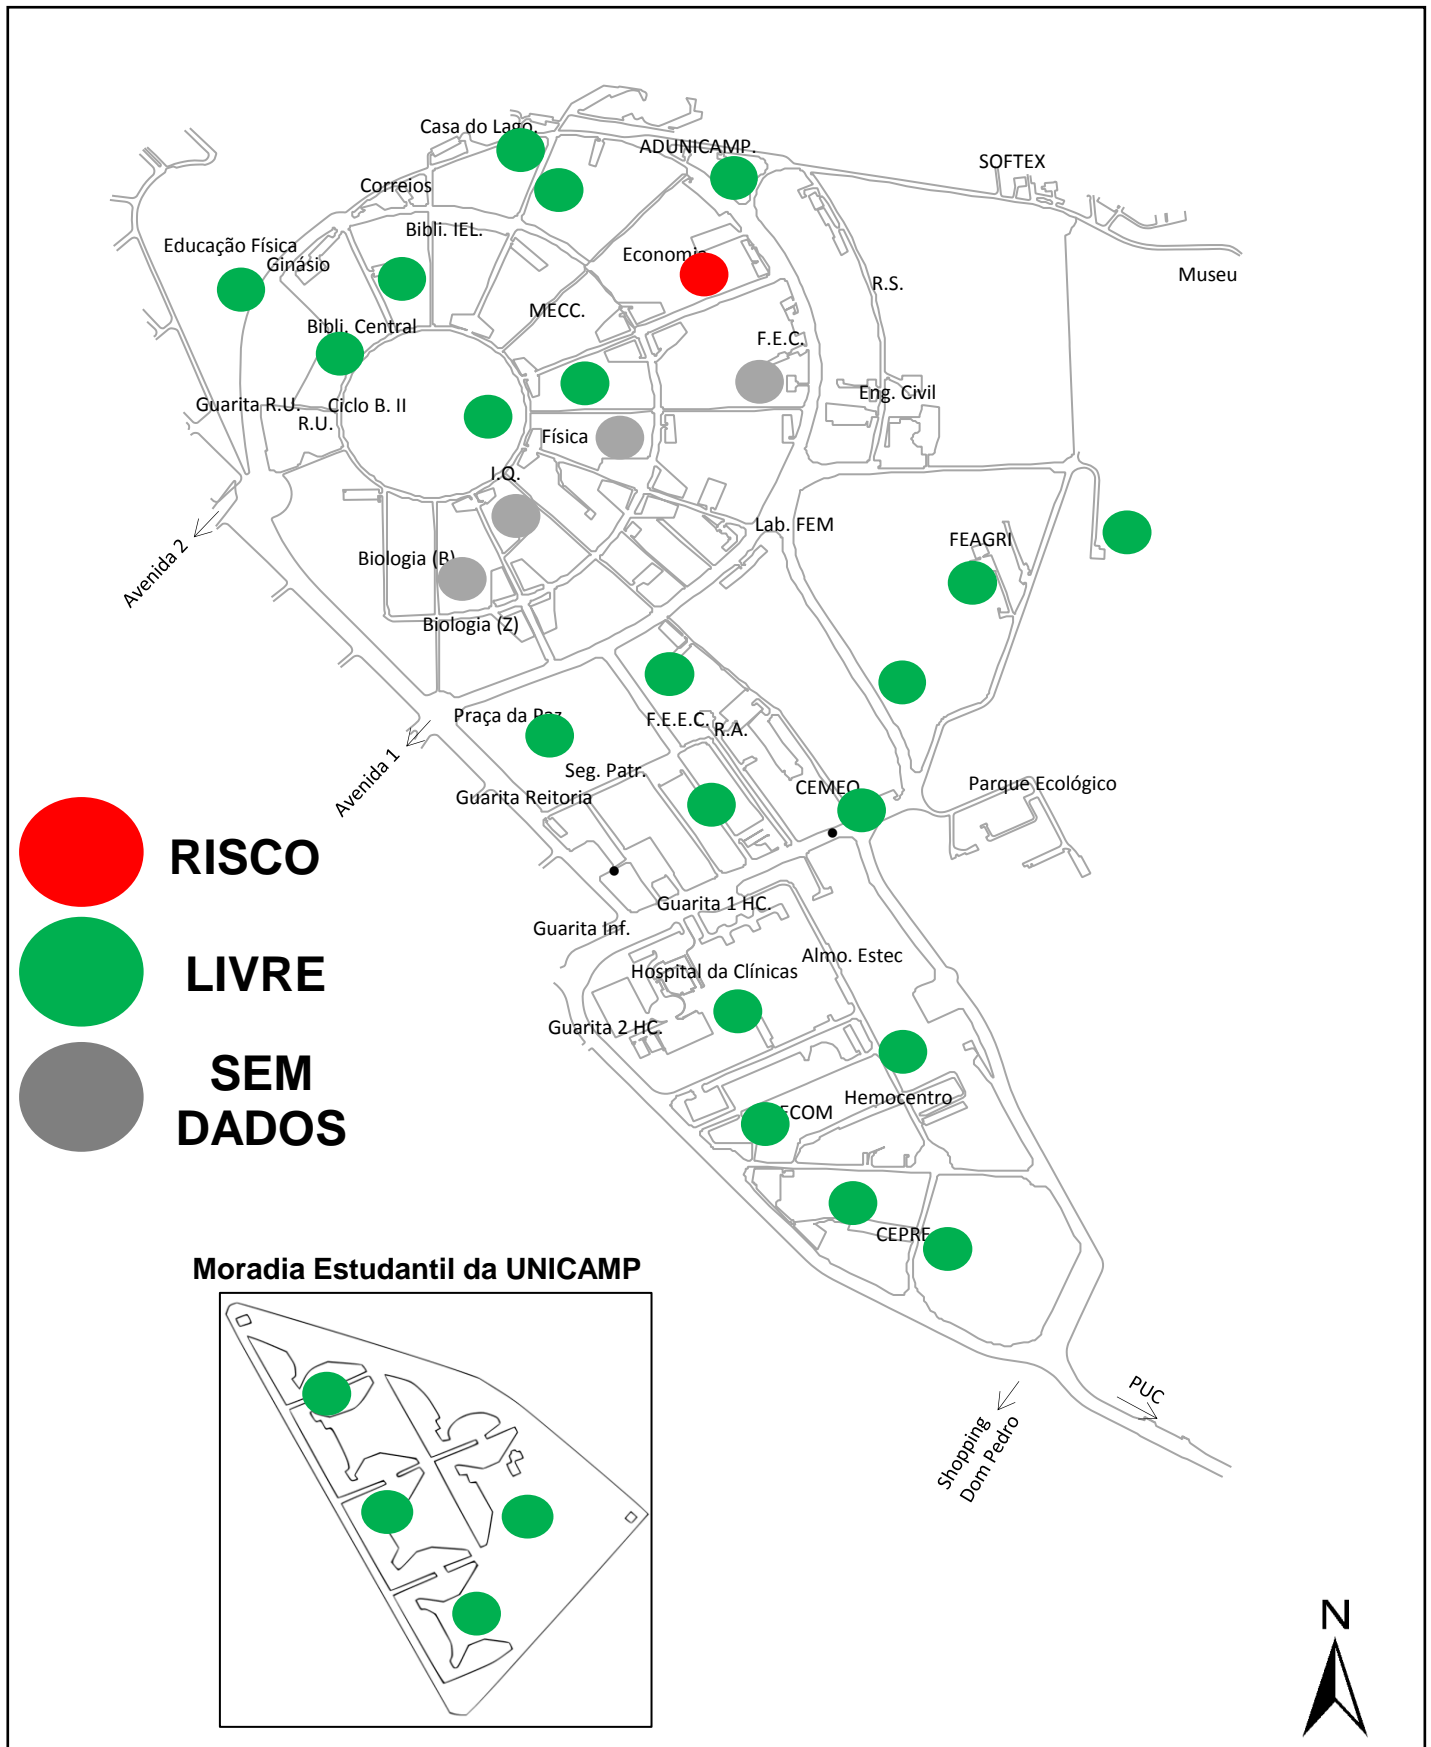 Casa do Lago.
ADUNICAMP.
SOFTEX
Correios
Bibli. IEL.
Educação Física
Ginásio
Economia
Museu
R.S.
MECC.
Bibli. Central
F.E.C.
Eng. Civil
Guarita R.U.
Ciclo B. II
R.U.
Física
I.Q.
Lab. FEM
FEAGRI
Biologia (B)
Avenida 2
Biologia (Z)
Praça da Paz
F.E.E.C.
R.A.
Avenida 1
Seg. Patr.
Guarita Reitoria
CEMEQ
Parque Ecológico
RISCO
Guarita 1 HC.
Guarita Inf.
Almo. Estec
LIVRE
Hospital da Clínicas
Guarita 2 HC.
SEM
DADOS
Hemocentro
ECOM
CEPRE
Moradia Estudantil da UNICAMP
PUC
Shopping
Dom Pedro
N